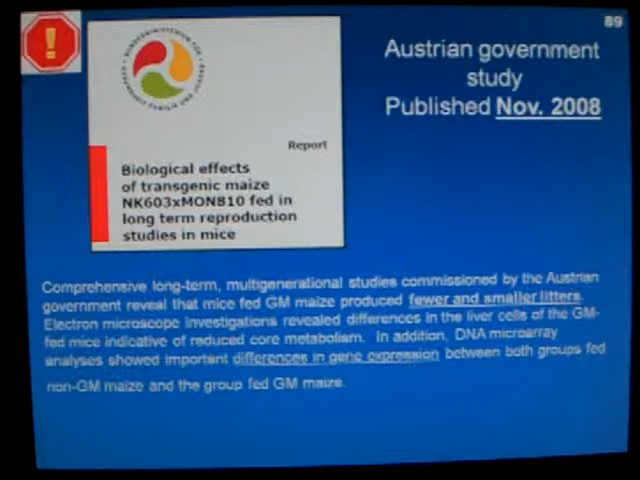 89
Austrian government
study
Published Nov. 2008
Report
Biological effects
of transgenic maize
NK603xMON810 fed in
long term reproduction
studies in mice
Comprehensive long-term, multigenerational studies commissioned by the Austrian
government reveal that mice fed GM maize produced fewer and smaller litters.
Electron microscope investigations revealed differences in the liver cells of the GM-
fed mice indicative of reduced core metabolism. In addition, DNA microarray
analyses showed important differences in gene expression between both groups fed
non-GM maize and the group fed GM maize.